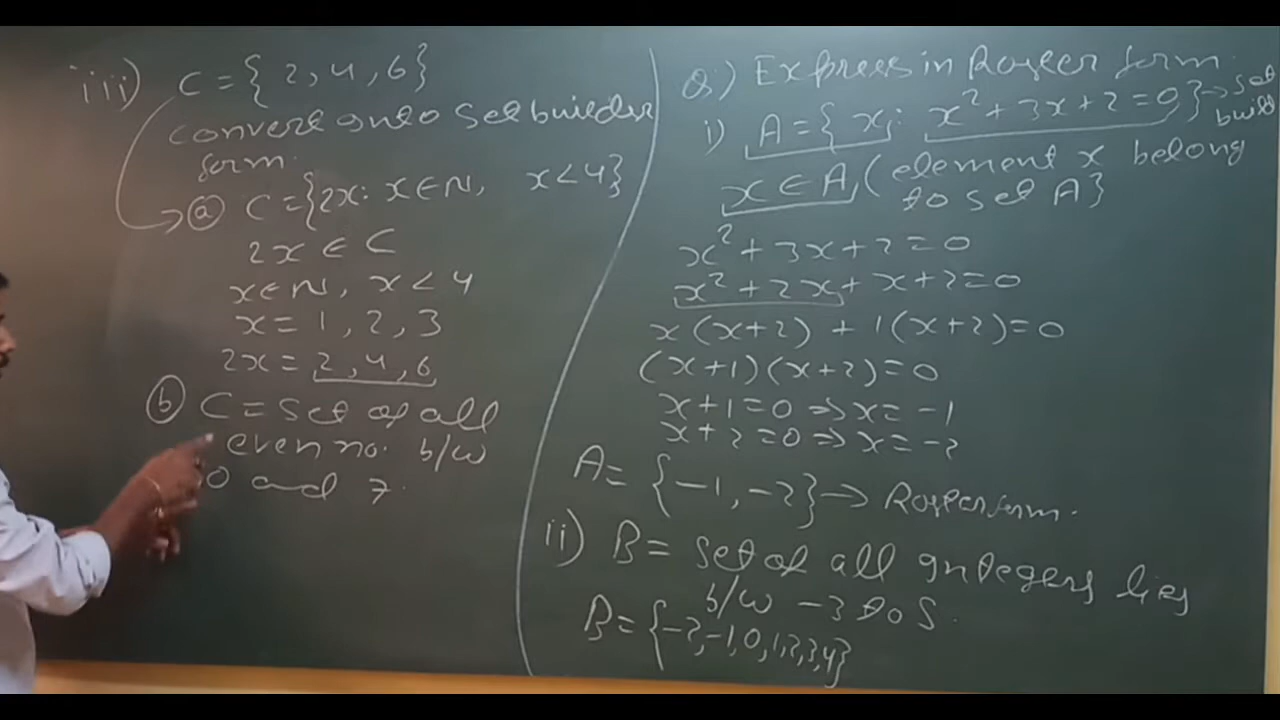 iii) C = {2, 4, 6}
convert onto set builder
form.
(a) C = {2x : x ∈ N, x < 4}
2x ∈ C
x ∈ N, x < 4
x = 1, 2, 3
2x = 2, 4, 6
(b) C = set of all
even no. b/w
0 and 7.
Q:) Express in Roster form.
i) A = { x : x² + 3x + 2 = 0} → set
build
x ∈ A, (element x belong
to set A}
x² + 3x + 2 = 0
x² + 2x + x + 2 = 0
x(x+2) + 1(x+2) = 0
(x+1)(x+2) = 0
x+1 = 0 ⇒ x = -1
x+2 = 0 ⇒ x = -2
A = {-1, -2} → Roster form.
ii) B = set of all integers lies
b/w -3 to 5.
B = {-2, -1, 0, 1, 2, 3, 4}